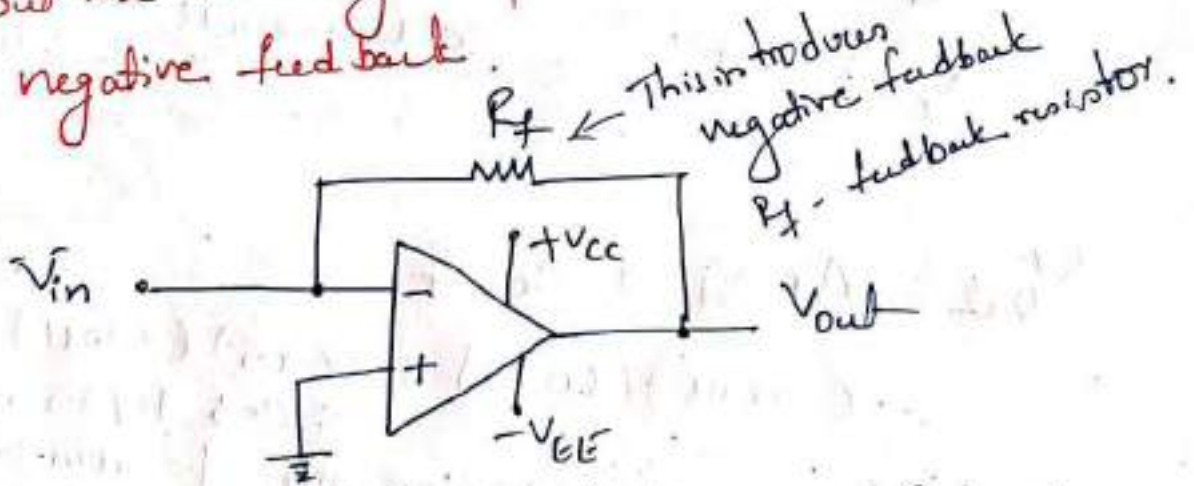 negative feedback.
This introduces
negative feedback
Rf - feedback resistor.
Rf
+VCC
Vin
-
+
Vout
-VEE